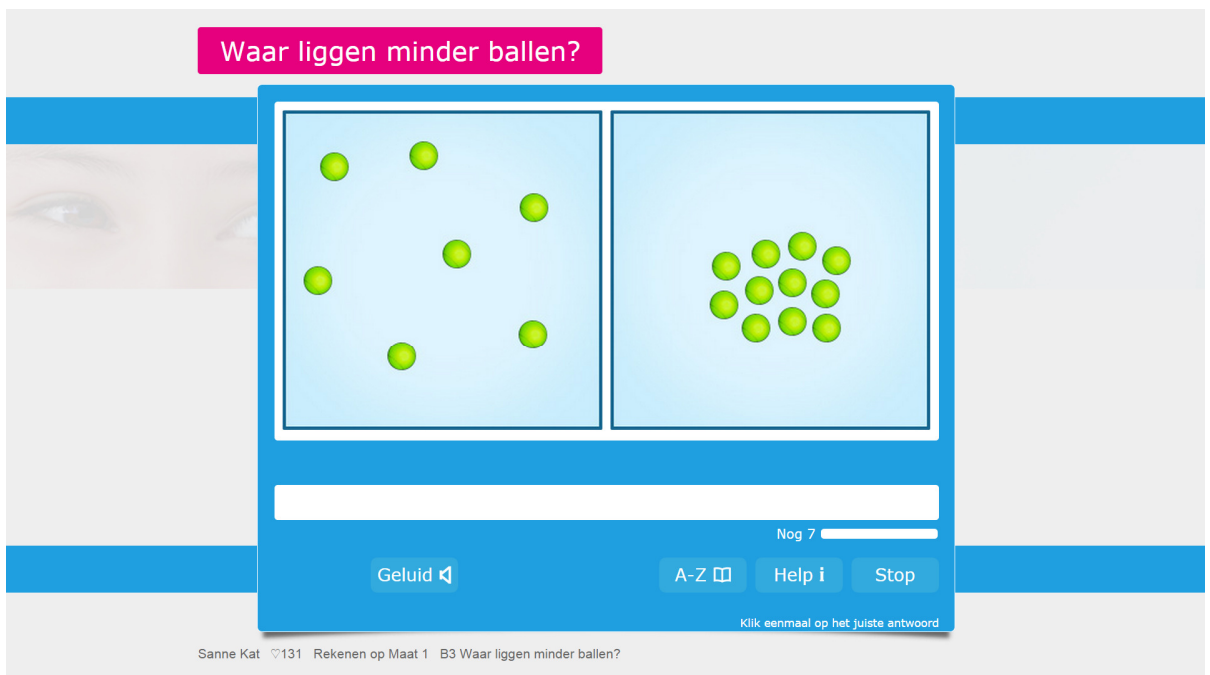 Waar liggen minder ballen?
Nog 7
Geluid
A-Z
Help i
Stop
Klik eenmaal op het juiste antwoord
Sanne Kat ♡131 Rekenen op Maat 1 B3 Waar liggen minder ballen?